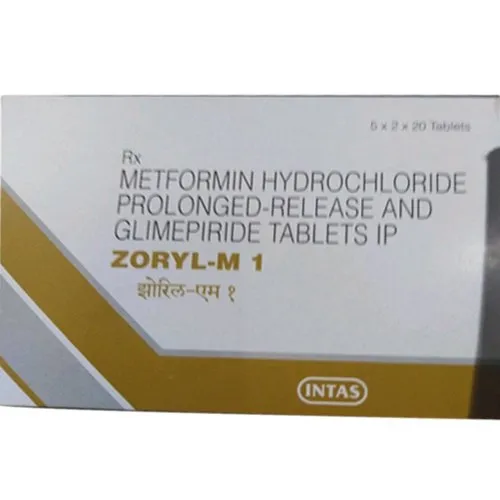 5 x 2 x 20 Tablets
Rx
METFORMIN HYDROCHLORIDE
PROLONGED-RELEASE AND
GLIMEPIRIDE TABLETS IP
ZORYL-M 1
झोरिल-एम १
INTAS